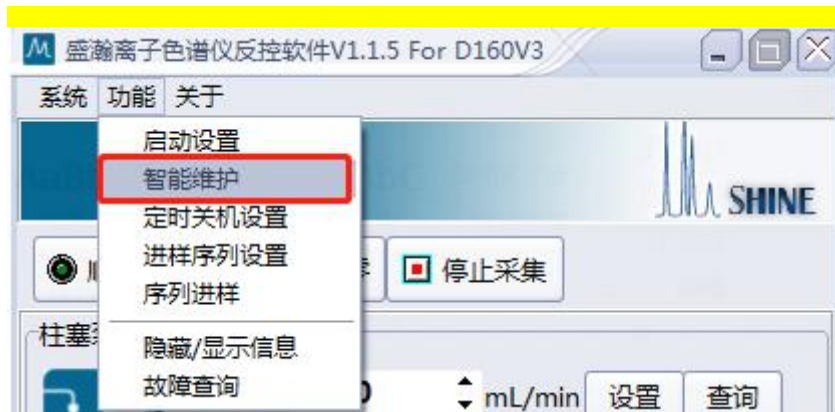 盛瀚离子色谱仪反控软件V1.1.5 For D160V3
系统 功能 关于
启动设置
智能维护
SHINE
定时关机设置
进样序列设置
停止采集
序列进样
柱塞
隐藏/显示信息
故障查询
mL/min 设置 查询